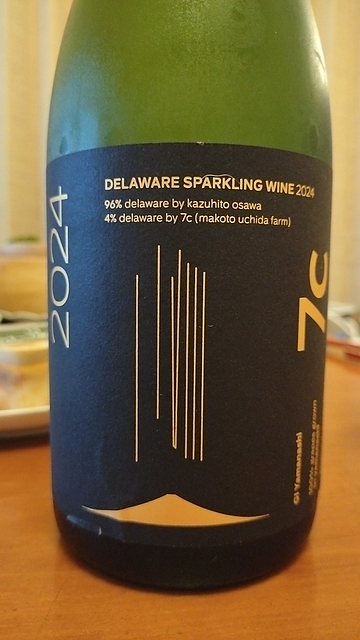 DELAWARE SPARKLING WINE 2024
96% delaware by kazuhito osawa
4% delaware by 7c (makoto uchida farm)
2024
7c
GI Yamanashi